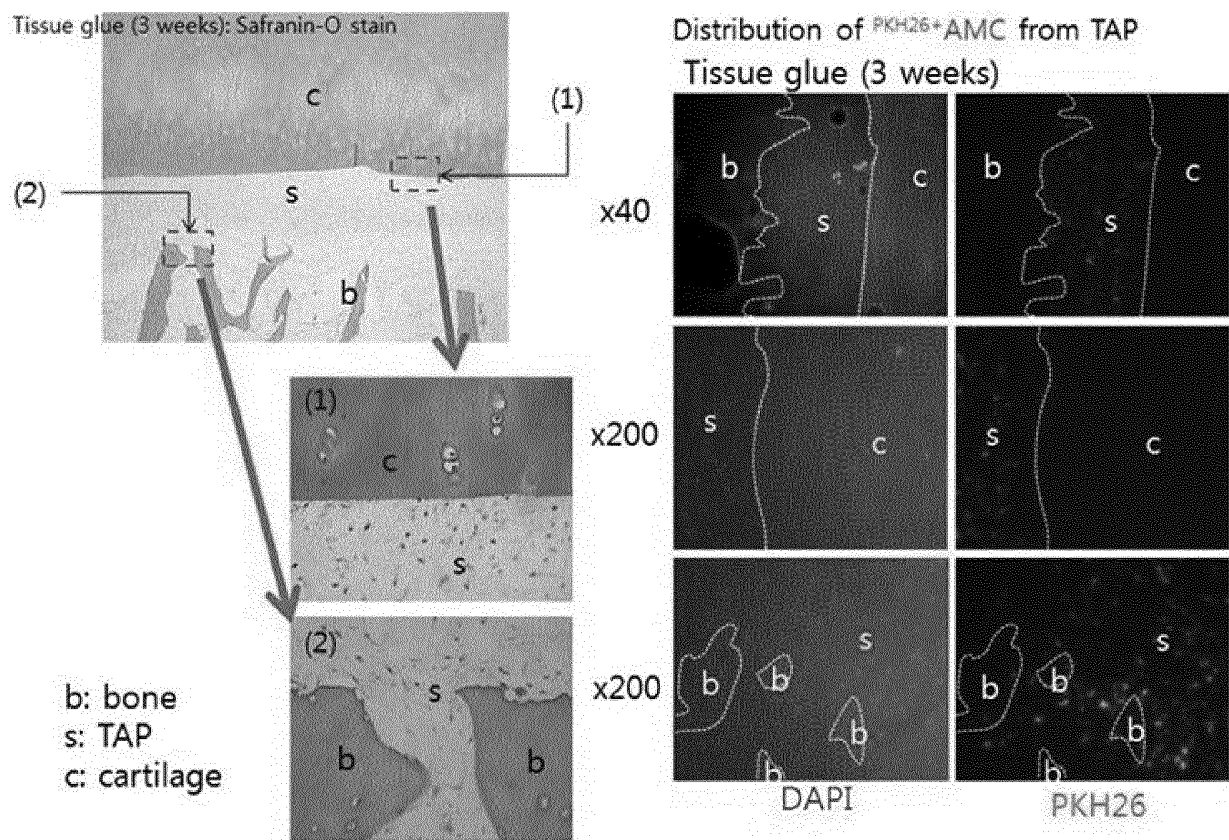 Tissue glue (3 weeks): Safranin-O stain
c
(1)
(2)
s
b
(1)
c
s
(2)
s
b
b
b: bone
s: TAP
c: cartilage
Distribution of PKH26+AMC from TAP
Tissue glue (3 weeks)
x40
b
s
c
b
s
c
x200
s
c
s
c
x200
s
b
b
b
b
s
b
b
b
b
DAPI
PKH26